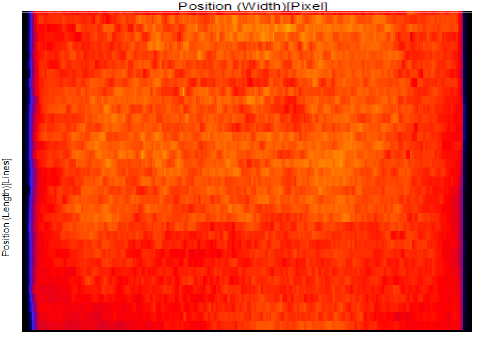 Position (Width)[Pixel]
Position (Length)[Lines]